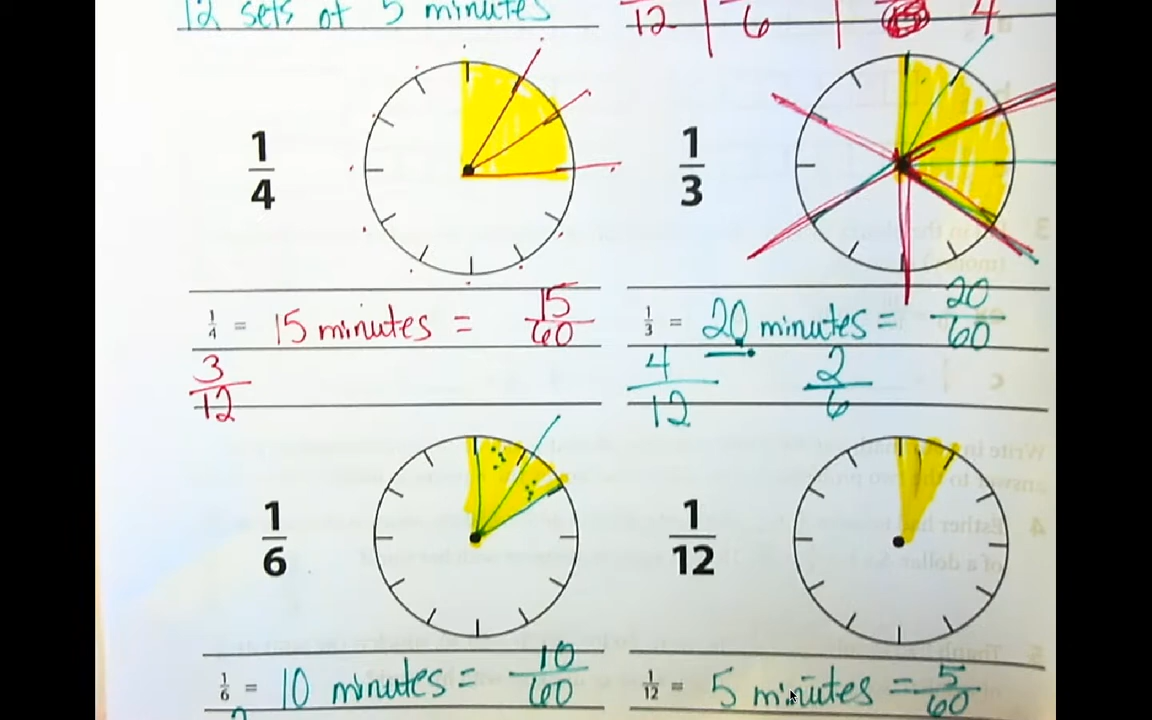 12 sets of 5 minutes
12 6 4
1/4
1/3
1/4 = 15 minutes = 15/60
1/3 = 20 minutes = 20/60
3/12
4/12 2/6
1/6
1/12
1/6 = 10 minutes = 10/60
1/12 = 5 minutes = 5/60